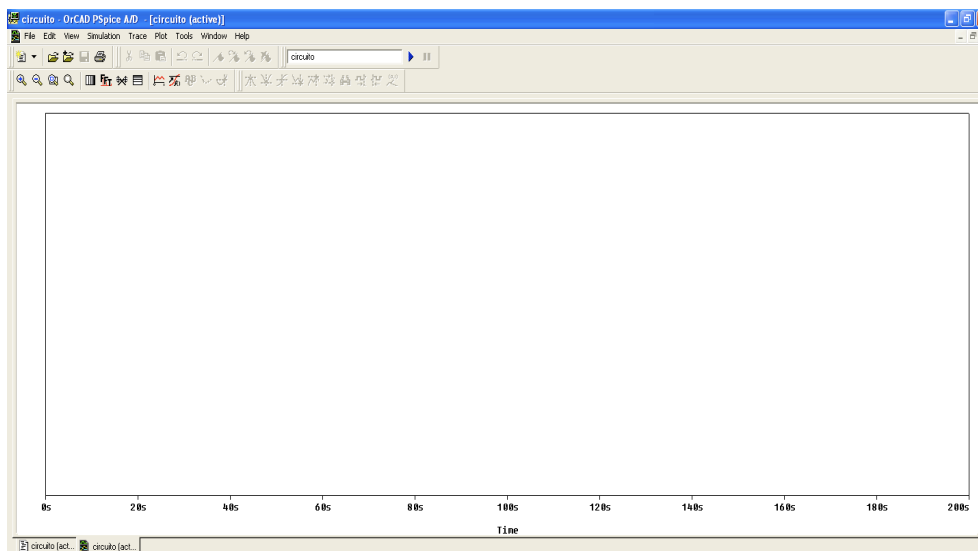 circuito - OrCAD PSpice A/D - [circuito (active)]
File Edit View Simulation Trace Plot Tools Window Help
circuito
FFT
0s 20s 40s 60s 80s 100s 120s 140s 160s 180s 200s
Time
circuito (act... circuito (act...